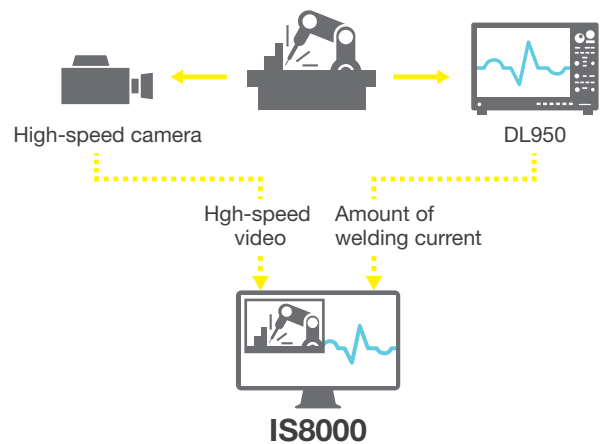 High-speed camera
DL950
Hgh-speed
video
Amount of
welding current
IS8000